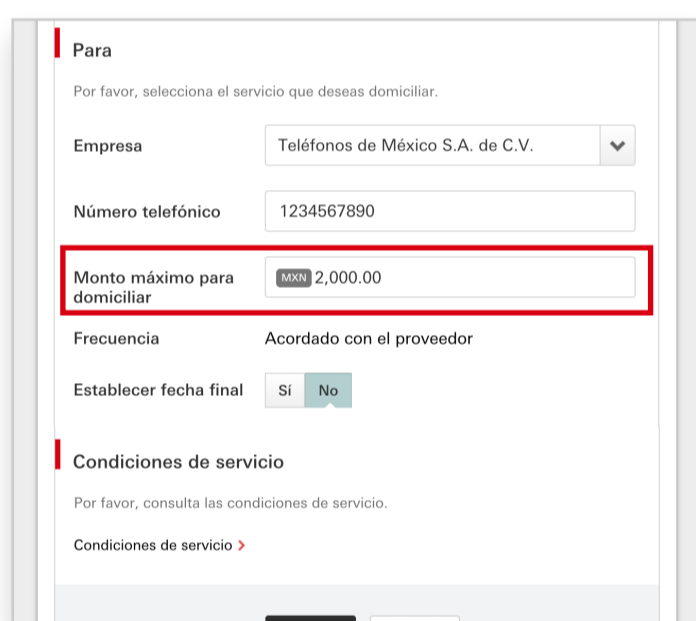 Para
Por favor, selecciona el servicio que deseas domiciliar.
Empresa
Teléfonos de México S.A. de C.V.
Número telefónico
1234567890
Monto máximo para
domiciliar
MXN 2,000.00
Frecuencia
Acordado con el proveedor
Establecer fecha final
Sí No
Condiciones de servicio
Por favor, consulta las condiciones de servicio.
Condiciones de servicio